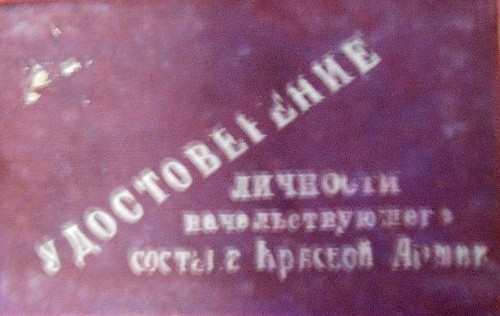 УДОСТОВЕРЕНИЕ
ЛИЧНОСТИ
начальствующего
состава Красной Армии